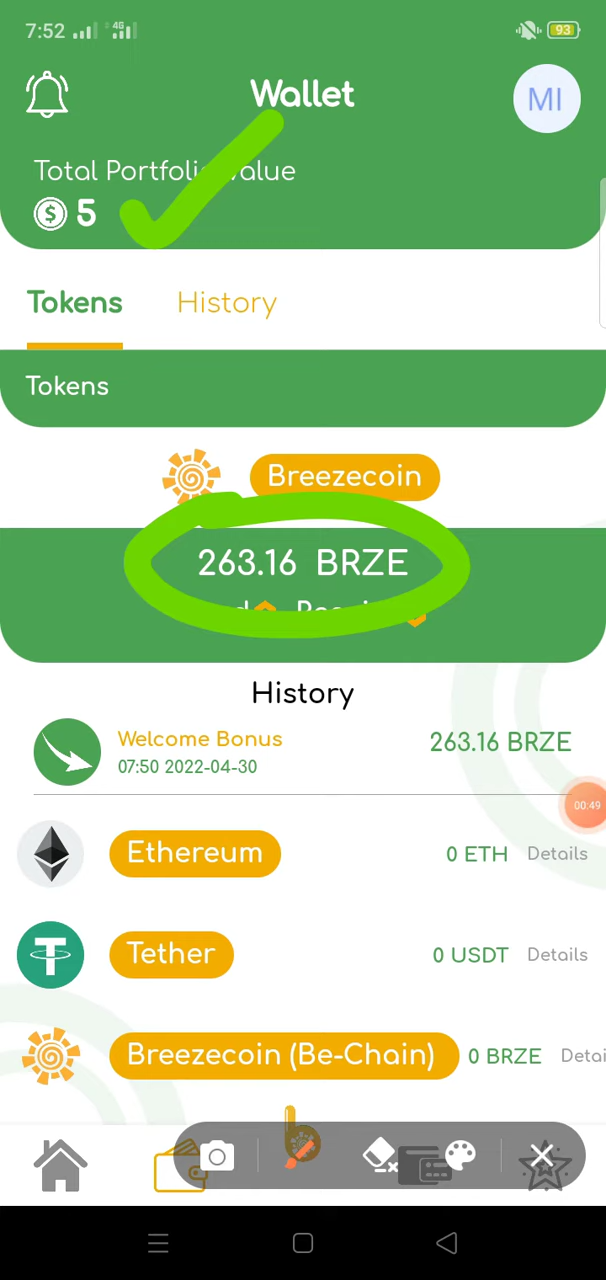 7:52
4G
93
Wallet
MI
Total Portfolio Value
$ 5
Tokens
History
Tokens
Breezecoin
263.16 BRZE
History
Welcome Bonus
263.16 BRZE
07:50 2022-04-30
00:49
Ethereum
0 ETH
Details
Tether
0 USDT
Details
Breezecoin (Be-Chain)
0 BRZE
Detai